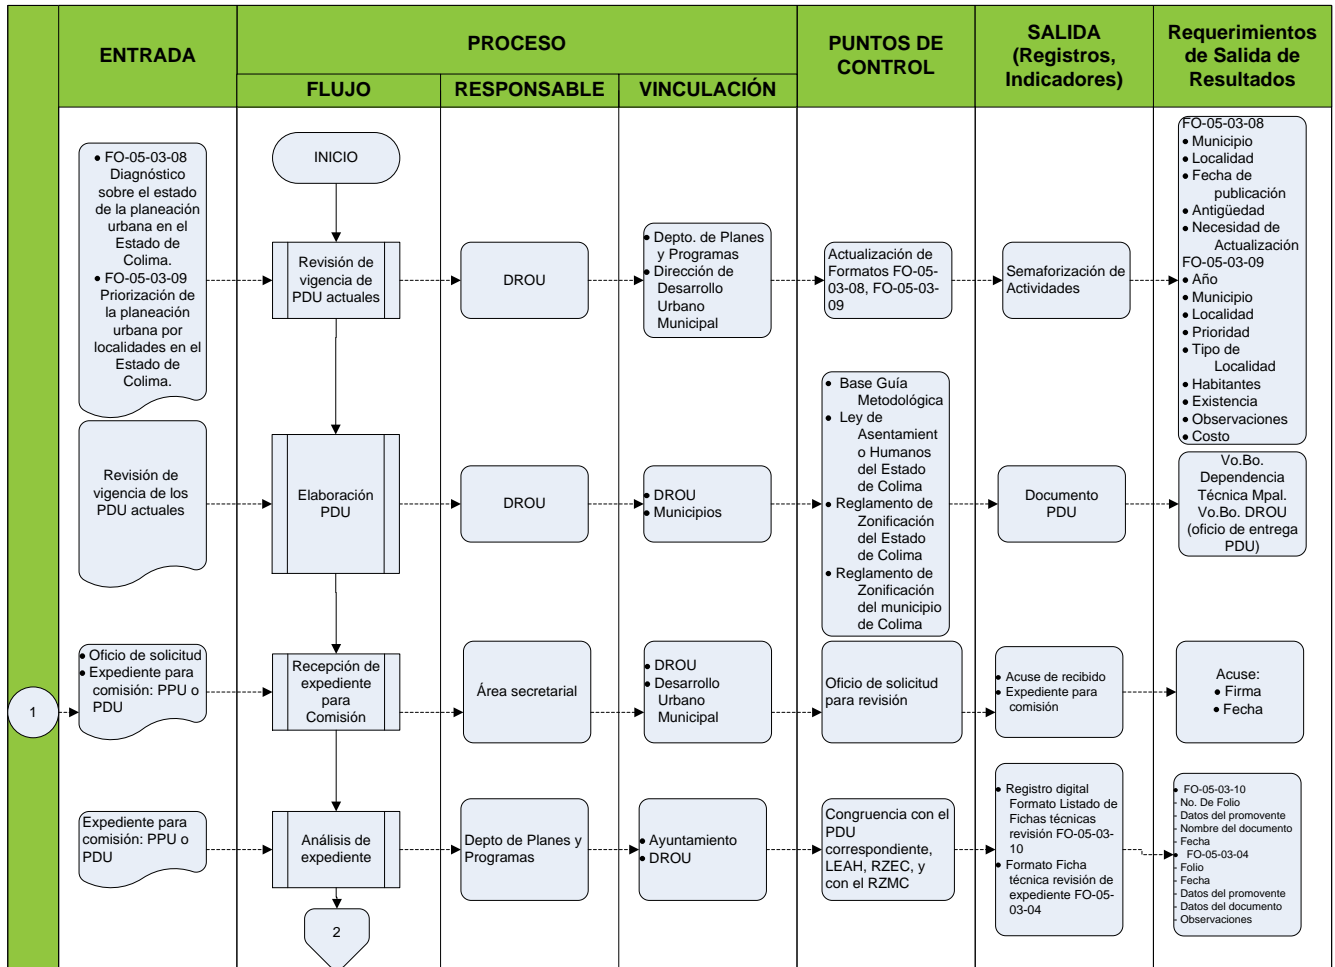 ENTRADA
PROCESO
PUNTOS DE
CONTROL
SALIDA
(Registros,
Indicadores)
Requerimientos
de Salida de
Resultados
FLUJO
RESPONSABLE
VINCULACIÓN
• FO-05-03-08
Diagnóstico
sobre el estado
de la planeación
urbana en el
Estado de
Colima.
• FO-05-03-09
Priorización de
la planeación
urbana por
localidades en el
Estado de
Colima.
INICIO
Revisión de
vigencia de
PDU actuales
DROU
• Depto. de Planes
y Programas
• Dirección de
Desarrollo
Urbano
Municipal
Actualización de
Formatos FO-05-
03-08, FO-05-03-
09
Semaforización de
Actividades
FO-05-03-08
• Municipio
• Localidad
• Fecha de
publicación
• Antigüedad
• Necesidad de
Actualización
FO-05-03-09
• Año
• Municipio
• Localidad
• Prioridad
• Tipo de
Localidad
• Habitantes
• Existencia
• Observaciones
• Costo
Revisión de
vigencia de los
PDU actuales
Elaboración
PDU
DROU
• DROU
• Municipios
• Base Guía
Metodológica
• Ley de
Asentamient
o Humanos
del Estado
de Colima
• Reglamento de
Zonificación
del Estado
de Colima
• Reglamento de
Zonificación
del municipio
de Colima
Documento
PDU
Vo.Bo.
Dependencia
Técnica Mpal.
Vo.Bo. DROU
(oficio de entrega
PDU)
1
• Oficio de solicitud
• Expediente para
comisión: PPU o
PDU
Recepción de
expediente
para
Comisión
Área secretarial
• DROU
• Desarrollo
Urbano
Municipal
Oficio de solicitud
para revisión
• Acuse de recibido
• Expediente para
comisión
Acuse:
• Firma
• Fecha
Expediente para
comisión: PPU o
PDU
Análisis de
expediente
Depto de Planes y
Programas
• Ayuntamiento
• DROU
Congruencia con el
PDU
correspondiente,
LEAH, RZEC, y
con el RZMC
• Registro digital
Formato Listado de
Fichas técnicas
revisión FO-05-03-
10
• Formato Ficha
técnica revisión de
expediente FO-05-
03-04
• FO-05-03-10
- No. De Folio
- Datos del promovente
- Nombre del documento
- Fecha
• FO-05-03-04
- Folio
- Fecha
- Datos del promovente
- Datos del documento
- Observaciones
2